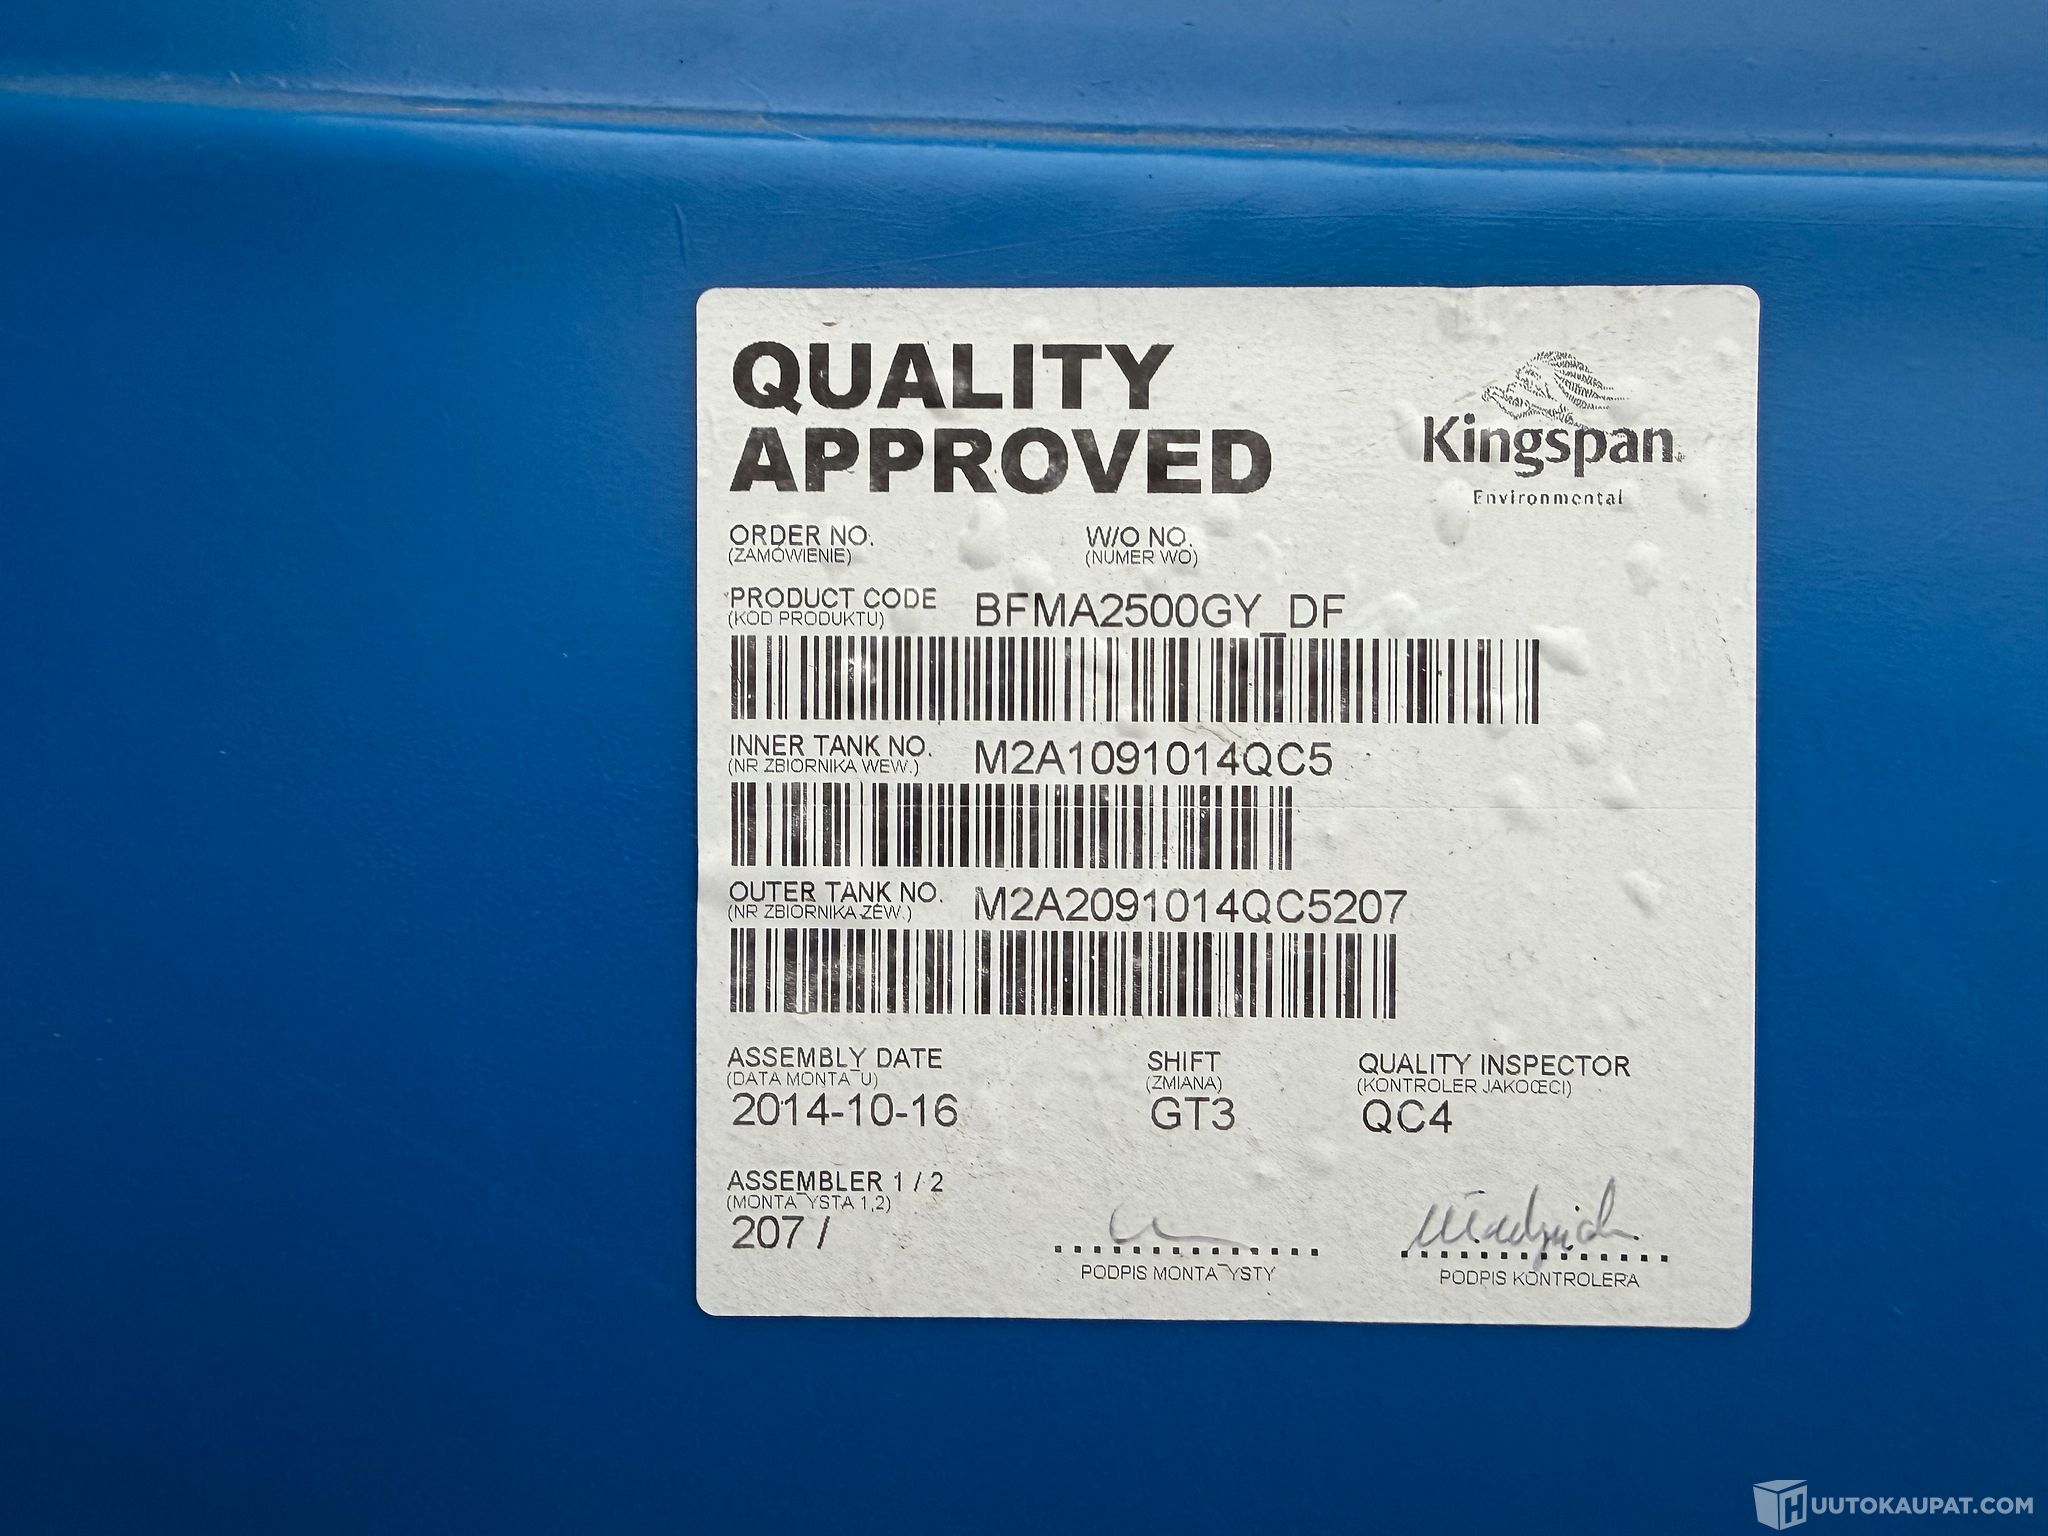 QUALITY
APPROVED
Kingspan
Environmental
ORDER NO. W/O NO.
(ZAMÓWIENIE) (NUMER WO)
PRODUCT CODE BFMA2500GY_DF
(KOD PRODUKTU)
INNER TANK NO. M2A1091014QC5
(NR ZBIORNIKA WEW.)
OUTER TANK NO. M2A2091014QC5207
(NR ZBIORNIKA ZEW.)
ASSEMBLY DATE SHIFT QUALITY INSPECTOR
(DATA MONTA¯U) (ZMIANA) (KONTROLER JAKOŒCI)
2014-10-16 GT3 QC4
ASSEMBLER 1 / 2
(MONTA¯YSTA 1,2)
207 /
PODPIS MONTA¯YSTY PODPIS KONTROLERA
HUUTOKAUPAT.COM